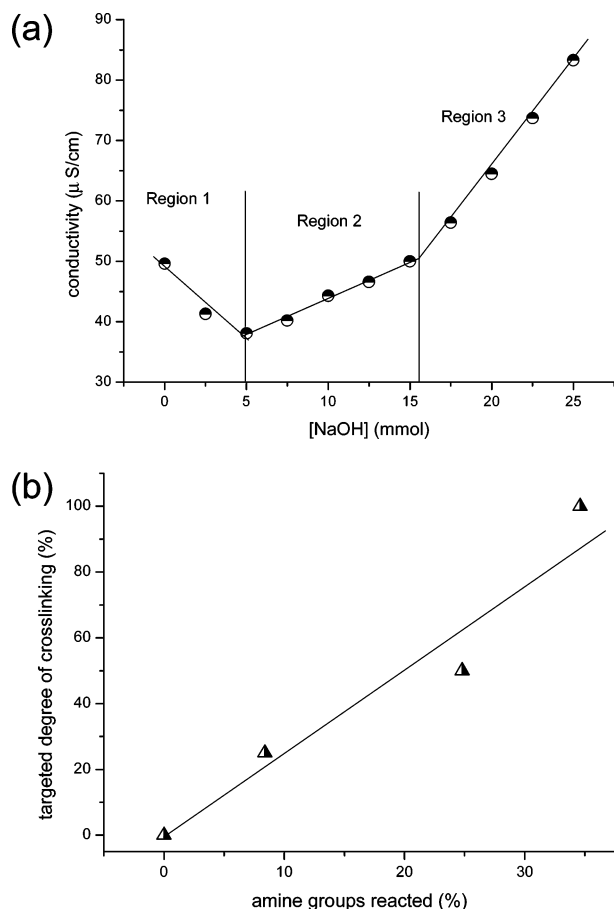 (a)
conductivity (μ S/cm)
90
80
70
60
50
40
30
Region 1
Region 2
Region 3
0 5 10 15 20 25
[NaOH] (mmol)
(b)
targeted degree of crosslinking (%)
100
80
60
40
20
0
0 10 20 30
amine groups reacted (%)